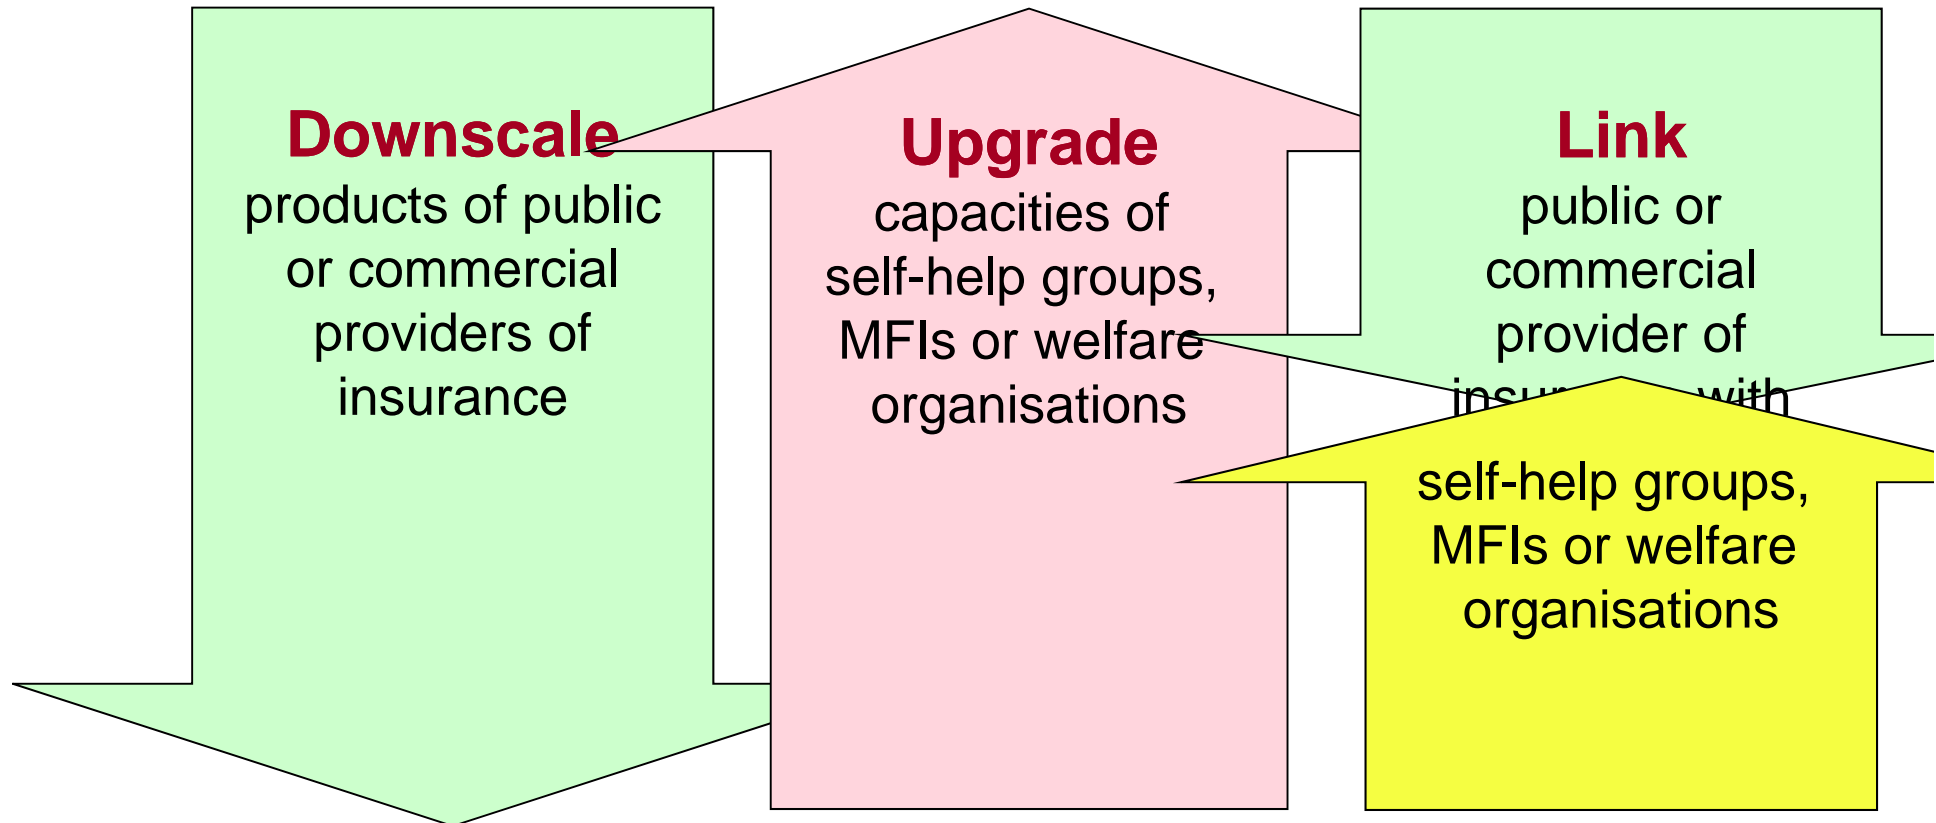 Downscale
products of public
or commercial
providers of
insurance
Upgrade
capacities of
self-help groups,
MFIs or welfare
organisations
Link
public or
commercial
provider of
with
self-help groups,
MFIs or welfare
organisations